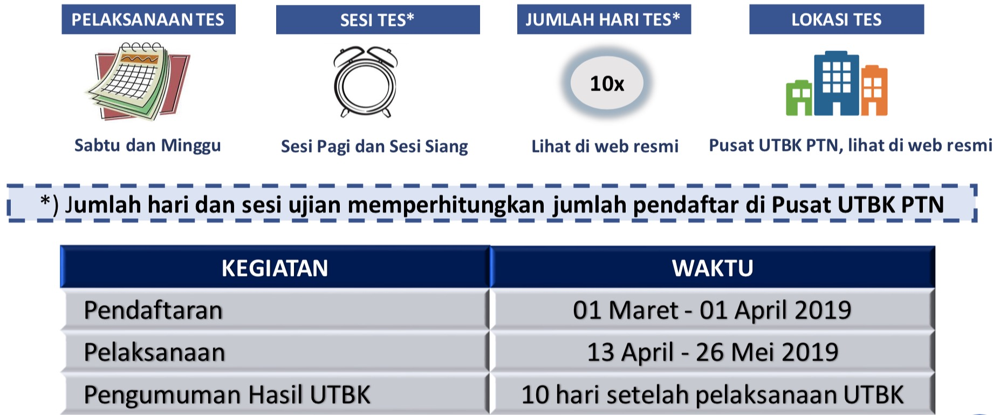 PELAKSANAAN TES
SESI TES*
JUMLAH HARI TES*
LOKASI TES
10x
Sabtu dan Minggu
Sesi Pagi dan Sesi Siang
Lihat di web resmi
Pusat UTBK PTN, lihat di web resmi
*) Jumlah hari dan sesi ujian memperhitungkan jumlah pendaftar di Pusat UTBK PTN
KEGIATAN WAKTU
Pendaftaran 01 Maret - 01 April 2019
Pelaksanaan 13 April - 26 Mei 2019
Pengumuman Hasil UTBK 10 hari setelah pelaksanaan UTBK